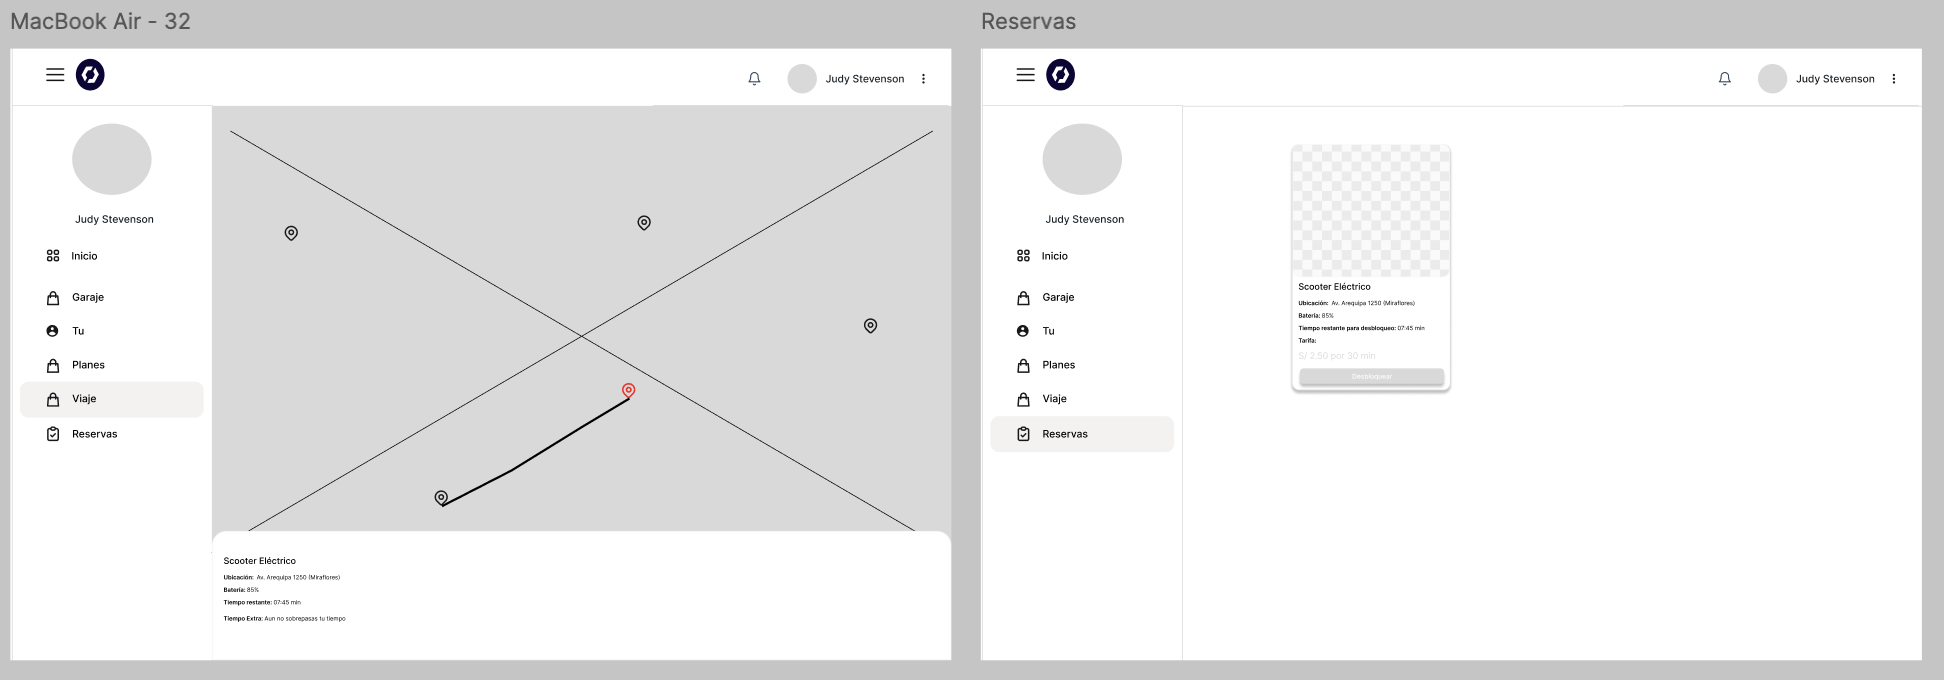 MacBook Air - 32
Judy Stevenson
Judy Stevenson
Inicio
Garaje
Tu
Planes
Viaje
Reservas
Scooter Eléctrico
Ubicación: Av. Arequipa 1250 (Miraflores)
Batería: 85%
Tiempo restante: 07:45 min
Tiempo Extra: Aun no sobrepasas tu tiempo
Reservas
Judy Stevenson
Judy Stevenson
Inicio
Garaje
Tu
Planes
Viaje
Reservas
Scooter Eléctrico
Ubicación: Av. Arequipa 1250 (Miraflores)
Batería: 85%
Tiempo restante para desbloqueo: 07:45 min
Tarifa:
S/ 2.50 por 30 min
Desbloquear